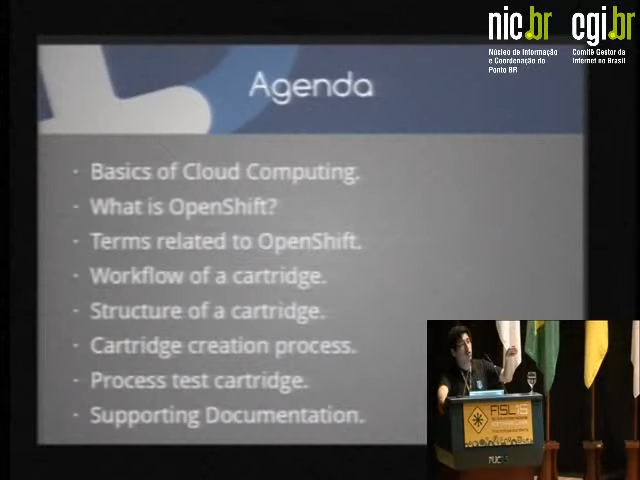 nic.br cgi.br
Núcleo de Informação
e Coordenação do
Ponto BR
Comitê Gestor da
Internet no Brasil
Agenda
· Basics of Cloud Computing.
· What is OpenShift?
· Terms related to OpenShift.
· Workflow of a cartridge.
· Structure of a cartridge.
· Cartridge creation process.
· Process test cartridge.
· Supporting Documentation.
FISL15